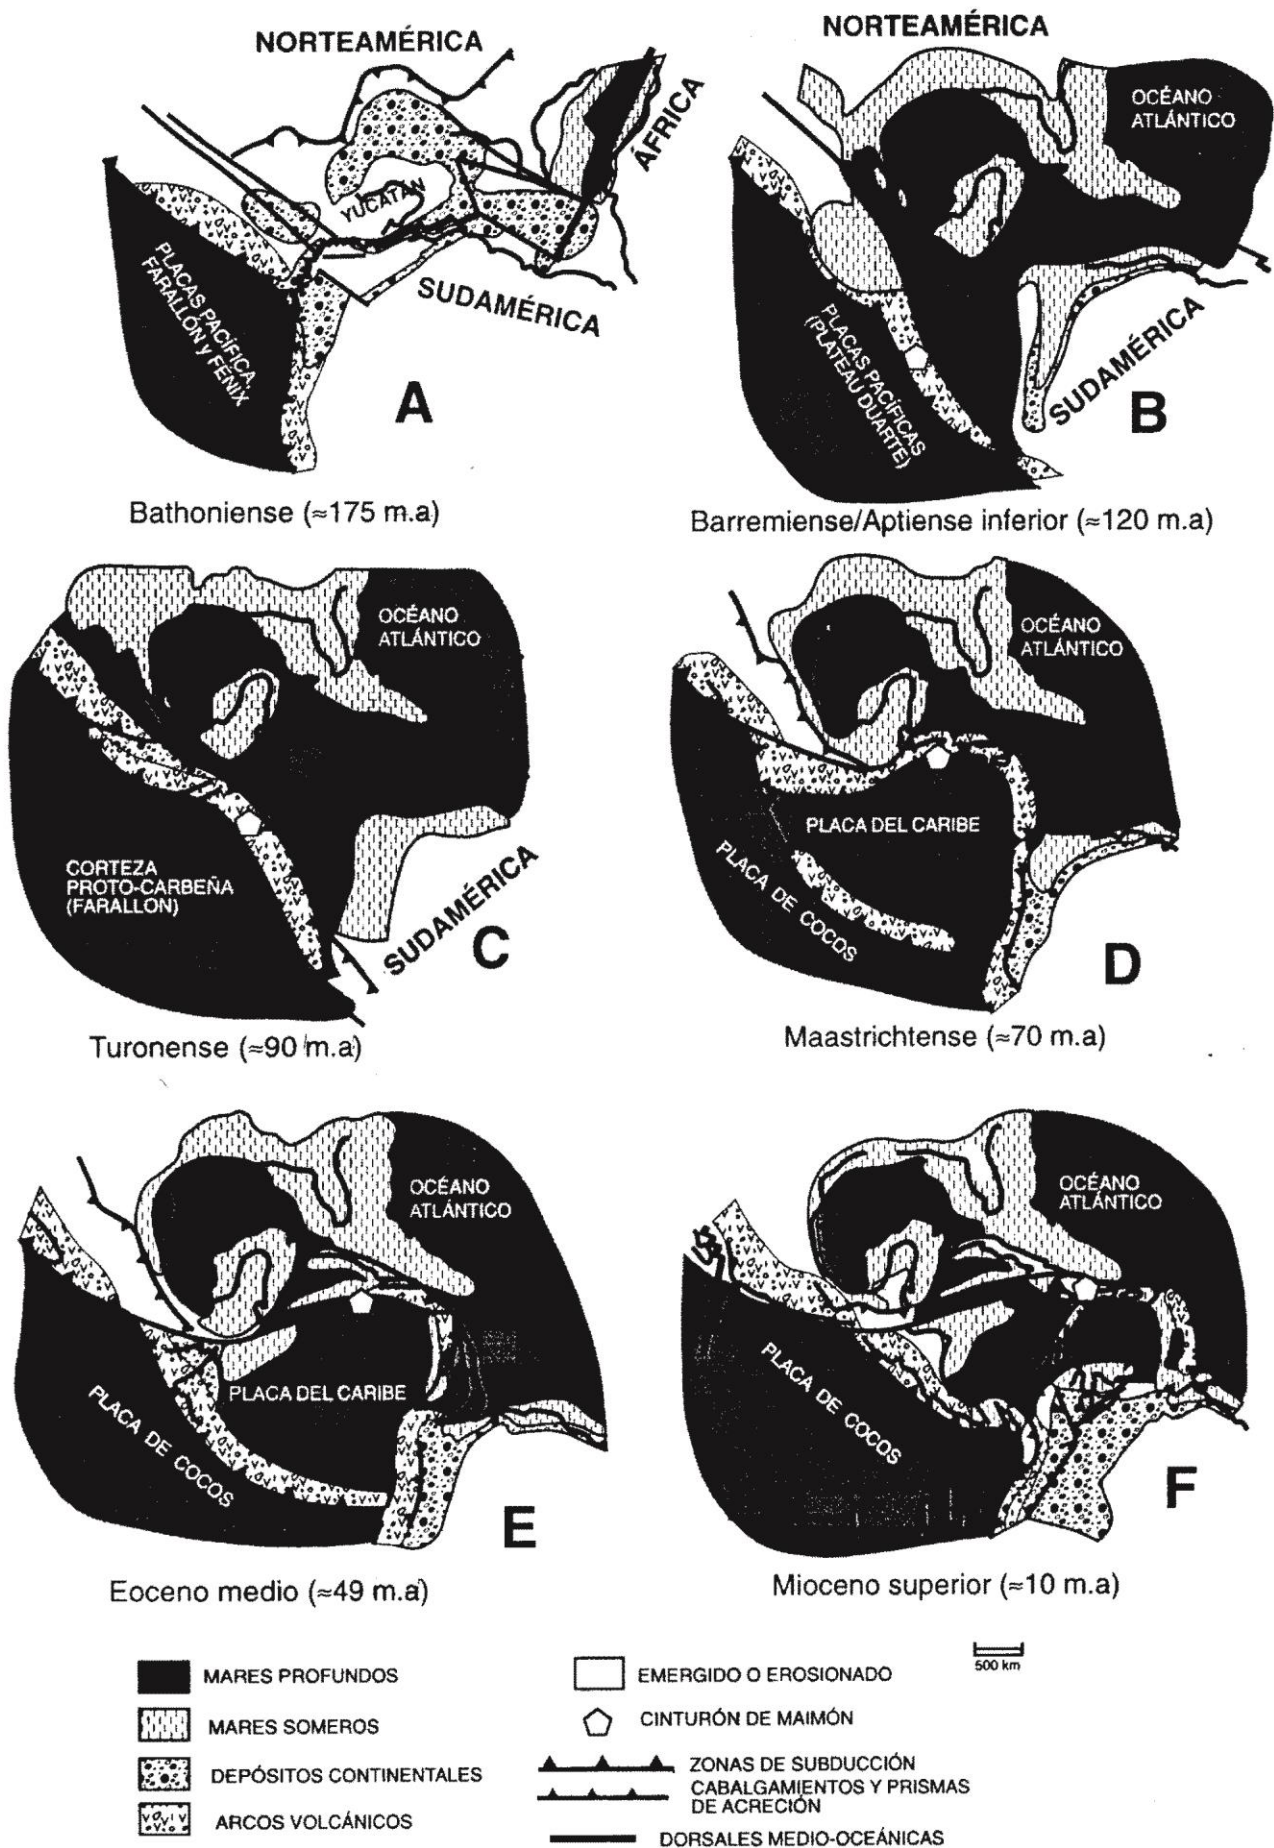 NORTEAMÉRICA
ÁFRICA
YUCATÁN
PLACAS PACÍFICA,
FARALLÓN y FÉNIX
SUDAMÉRICA
A
Bathoniense (≈175 m.a)
NORTEAMÉRICA
OCÉANO
ATLÁNTICO
PLACAS PACÍFICAS
(PLATEAU DUARTE)
SUDAMÉRICA
B
Barremiense/Aptiense inferior (≈120 m.a)
OCÉANO
ATLÁNTICO
CORTEZA
PROTO-CARBEÑA
(FARALLON)
SUDAMÉRICA
C
Turonense (≈90 m.a)
OCÉANO
ATLÁNTICO
PLACA DEL CARIBE
PLACA DE COCOS
D
Maastrichtense (≈70 m.a)
OCÉANO
ATLÁNTICO
PLACA DEL CARIBE
PLACA DE COCOS
E
Eoceno medio (≈49 m.a)
OCÉANO
ATLÁNTICO
PLACA DE COCOS
F
Mioceno superior (≈10 m.a)
500 km
MARES PROFUNDOS
MARES SOMEROS
DEPÓSITOS CONTINENTALES
ARCOS VOLCÁNICOS
EMERGIDO O EROSIONADO
CINTURÓN DE MAIMÓN
ZONAS DE SUBDUCCIÓN
CABALGAMIENTOS Y PRISMAS
DE ACRECIÓN
DORSALES MEDIO-OCEÁNICAS